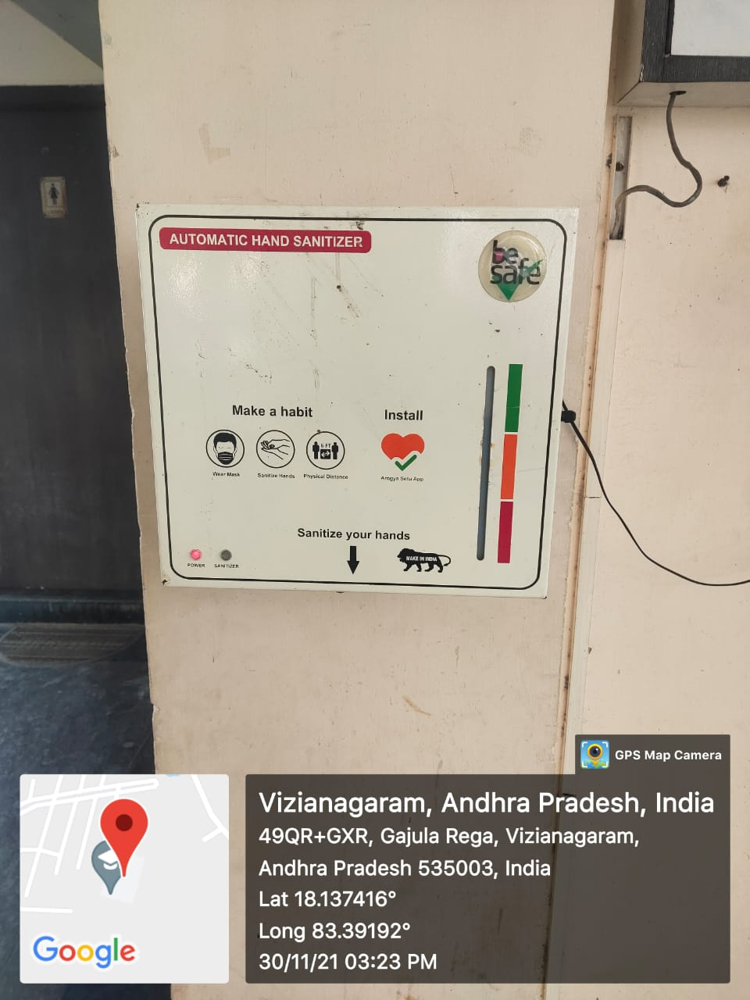 LADIES
AUTOMATIC HAND SANITIZER
be
safe
Make a habit
Install
6 FT
Wear Mask
Sanitize Hands
Physical Distance
Arogya Setu App
Sanitize your hands
POWER
SANITIZER
MAKE IN INDIA
GPS Map Camera
Vizianagaram, Andhra Pradesh, India
49QR+GXR, Gajula Rega, Vizianagaram,
Andhra Pradesh 535003, India
Lat 18.137416°
Long 83.39192°
30/11/21 03:23 PM
Google